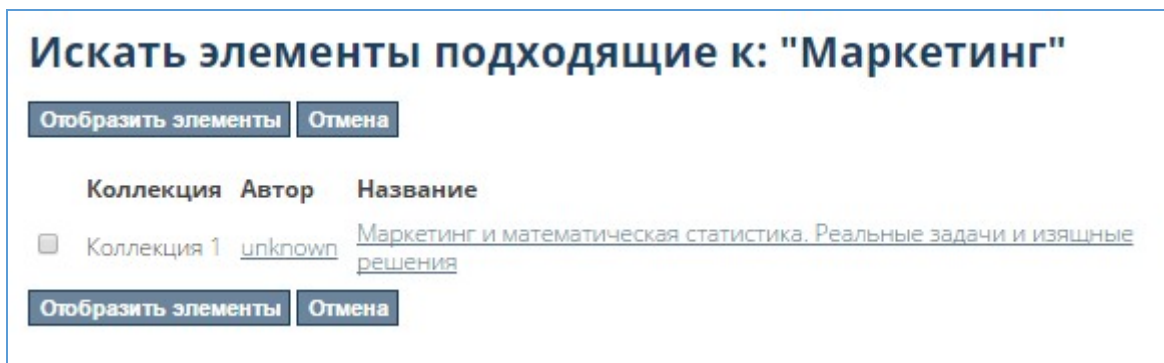 Искать элементы подходящие к: "Маркетинг"
Отобразить элементы Отмена
Коллекция Автор Название
Коллекция 1 unknown Маркетинг и математическая статистика. Реальные задачи и изящные
решения
Отобразить элементы Отмена